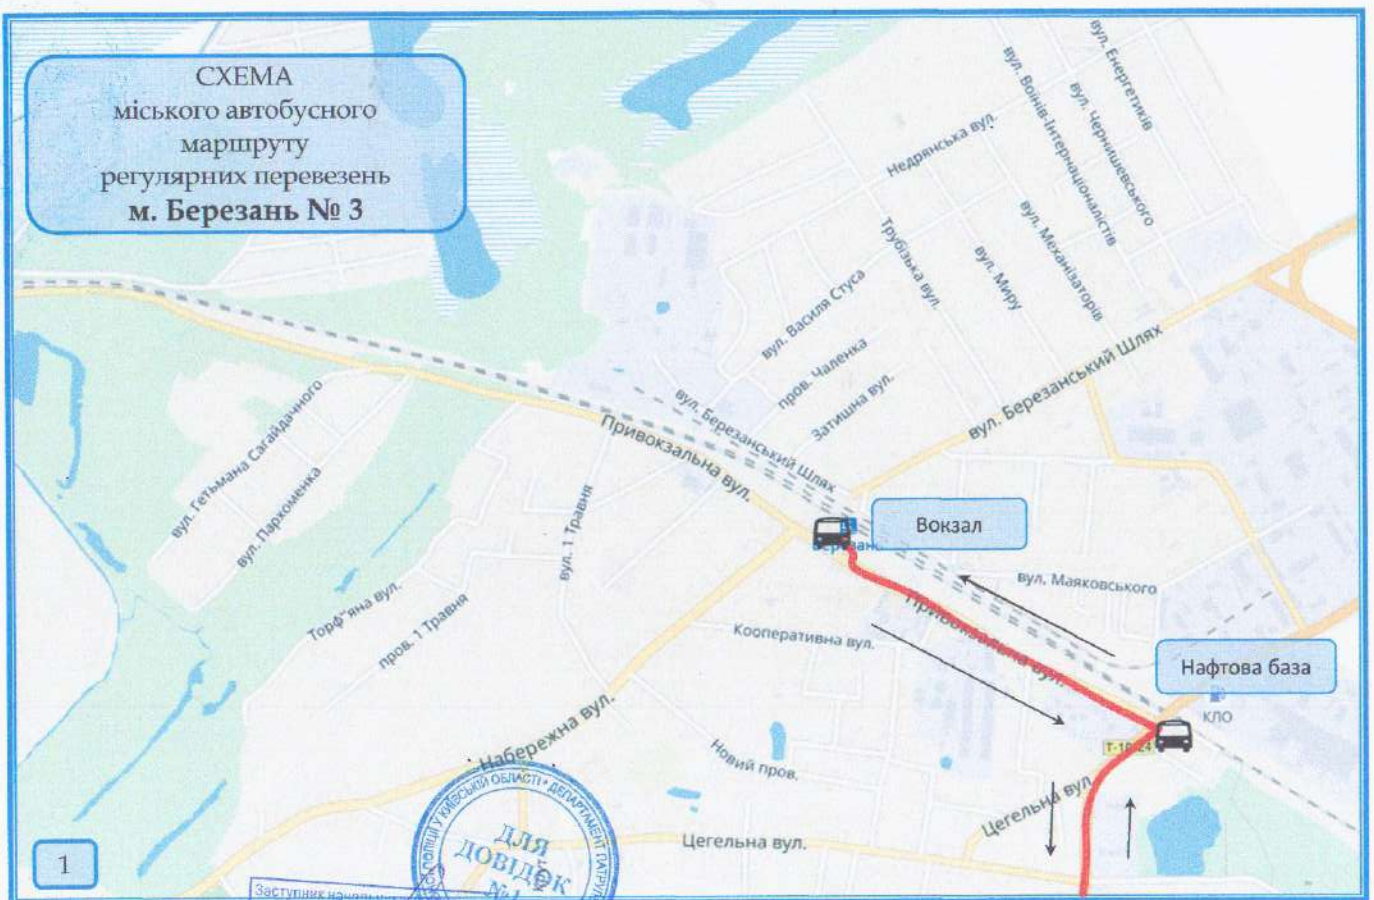 СХЕМА
міського автобусного
маршруту
регулярних перевезень
м. Березань № 3
вул. Енергетиків
вул. Воїнів-Інтернаціоналістів
вул. Чернишевського
Недрянська вул.
вул. Механізаторів
Трубізька вул.
вул. Миру
вул. Василя Стуса
пров. Чаленка
Затишна вул.
вул. Березанський Шлях
вул. Березанський Шлях
Привокзальна вул.
вул. Гетьмана Сагайдачного
вул. Пархоменка
вул. 1 Травня
Вокзал
вул. Маяковського
Торф"яна вул.
пров. 1 Травня
Кооперативна вул.
Привокзальна вул.
Нафтова база
КЛО
Набережна вул.
Новий пров.
Цегельна вул.
Цегельна вул.
ДЛЯ
ДОВІДОК
№1
Заступник
1